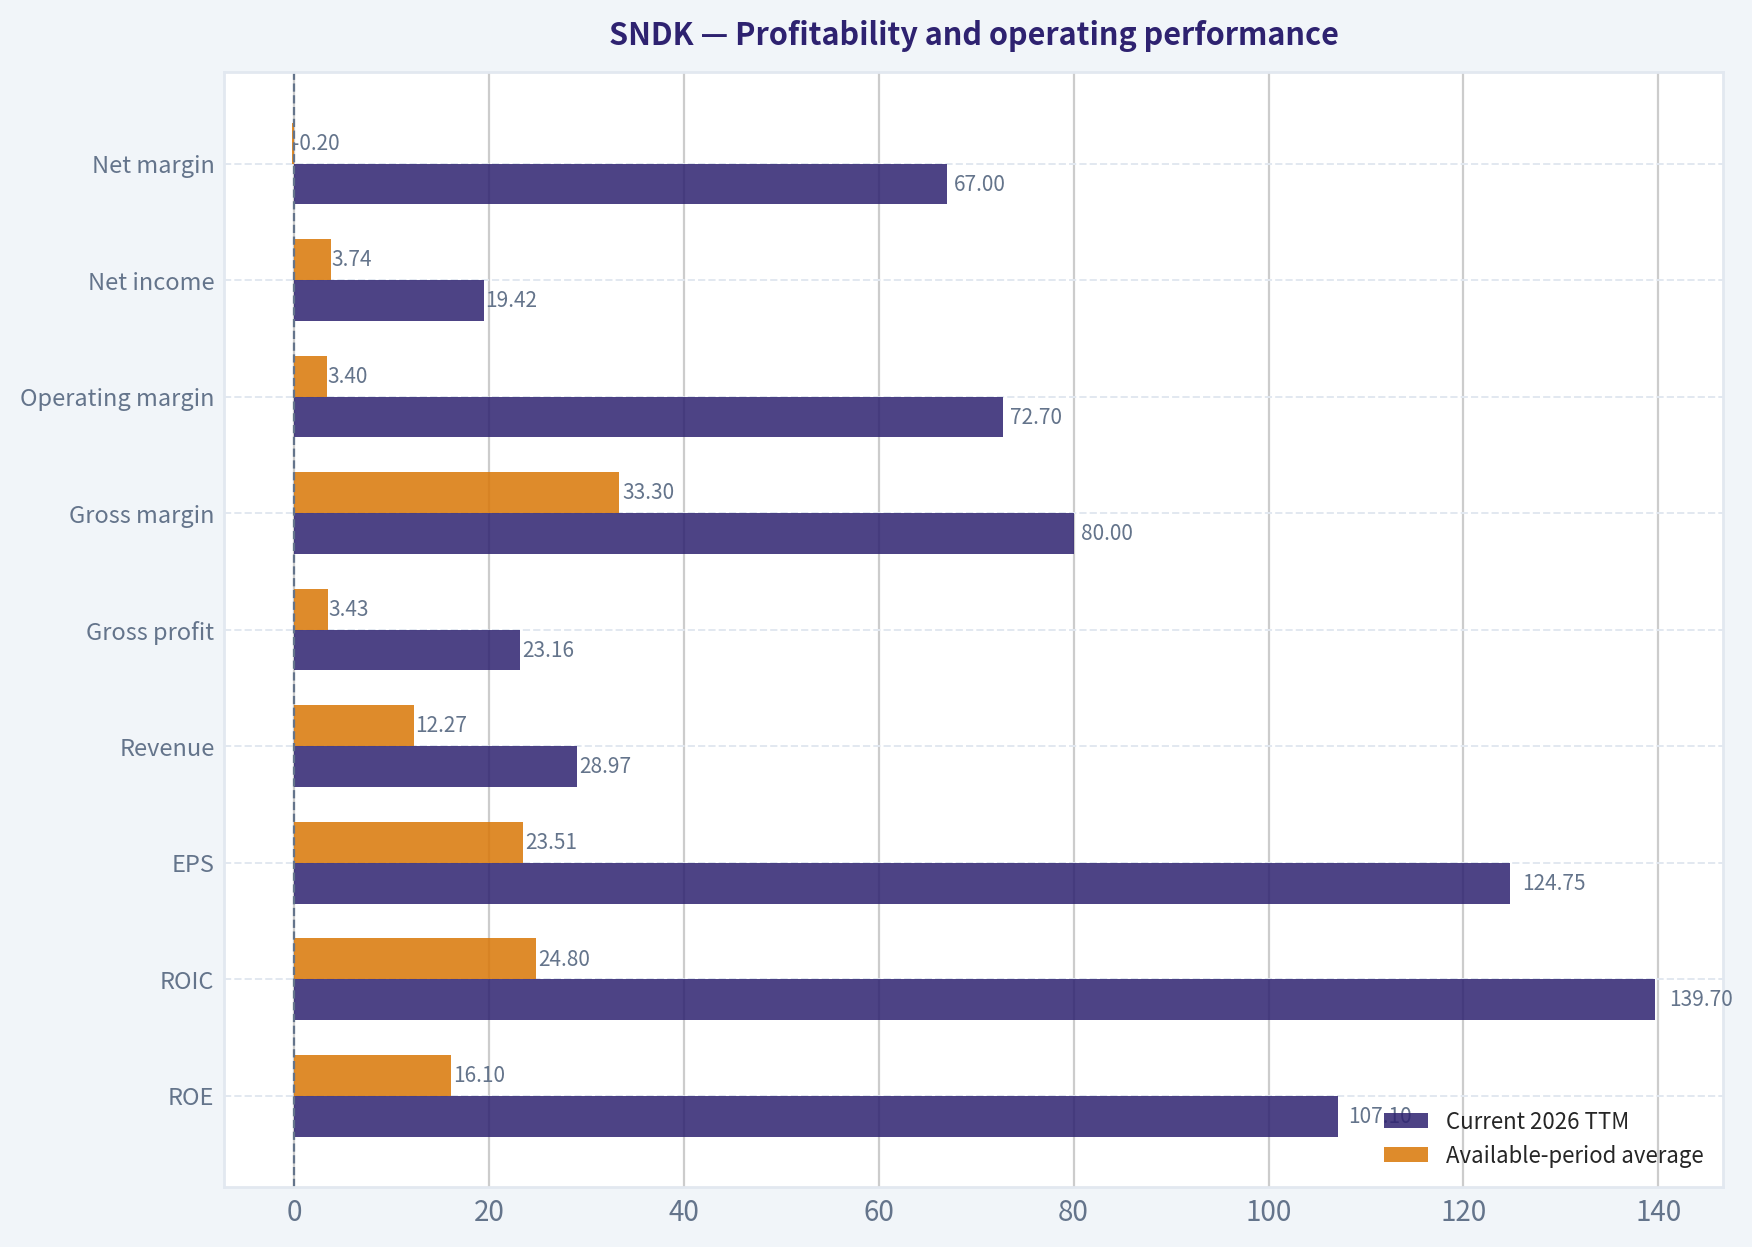 SNDK — Profitability and operating performance
Net margin
-0.20
67.00
Net income
3.74
19.42
Operating margin
3.40
72.70
Gross margin
33.30
80.00
Gross profit
3.43
23.16
Revenue
12.27
28.97
EPS
23.51
124.75
ROIC
24.80
139.70
ROE
16.10
107.10
Current 2026 TTM
Available-period average
0 20 40 60 80 100 120 140